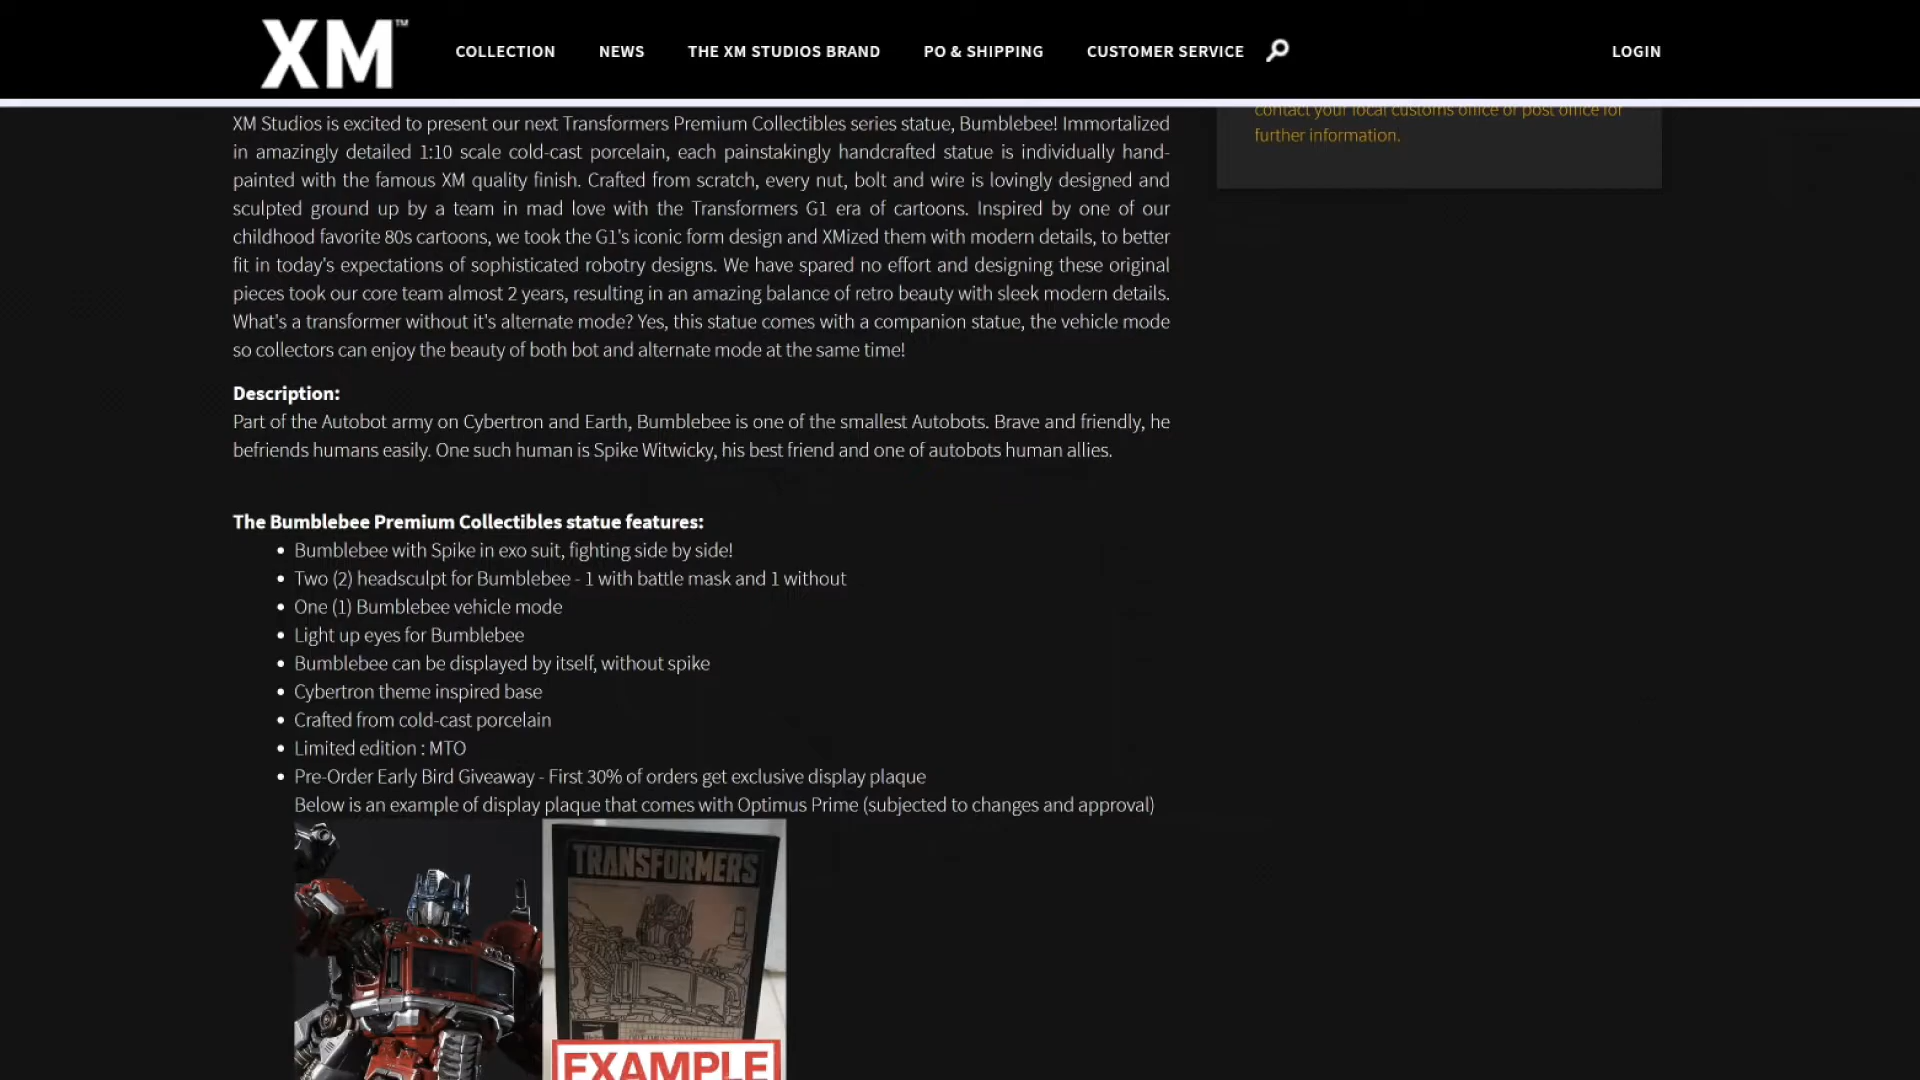 XM™
COLLECTION
NEWS
THE XM STUDIOS BRAND
PO & SHIPPING
CUSTOMER SERVICE
LOGIN
contact your local customs office or post office for
further information.
XM Studios is excited to present our next Transformers Premium Collectibles series statue, Bumblebee! Immortalized
in amazingly detailed 1:10 scale cold-cast porcelain, each painstakingly handcrafted statue is individually hand-
painted with the famous XM quality finish. Crafted from scratch, every nut, bolt and wire is lovingly designed and
sculpted ground up by a team in mad love with the Transformers G1 era of cartoons. Inspired by one of our
childhood favorite 80s cartoons, we took the G1's iconic form design and XMized them with modern details, to better
fit in today's expectations of sophisticated robotry designs. We have spared no effort and designing these original
pieces took our core team almost 2 years, resulting in an amazing balance of retro beauty with sleek modern details.
What's a transformer without it's alternate mode? Yes, this statue comes with a companion statue, the vehicle mode
so collectors can enjoy the beauty of both bot and alternate mode at the same time!
Description:
Part of the Autobot army on Cybertron and Earth, Bumblebee is one of the smallest Autobots. Brave and friendly, he
befriends humans easily. One such human is Spike Witwicky, his best friend and one of autobots human allies.
The Bumblebee Premium Collectibles statue features:
• Bumblebee with Spike in exo suit, fighting side by side!
• Two (2) headsculpt for Bumblebee - 1 with battle mask and 1 without
• One (1) Bumblebee vehicle mode
• Light up eyes for Bumblebee
• Bumblebee can be displayed by itself, without spike
• Cybertron theme inspired base
• Crafted from cold-cast porcelain
• Limited edition : MTO
• Pre-Order Early Bird Giveaway - First 30% of orders get exclusive display plaque
Below is an example of display plaque that comes with Optimus Prime (subjected to changes and approval)
TRANSFORMERS
EXAMPLE